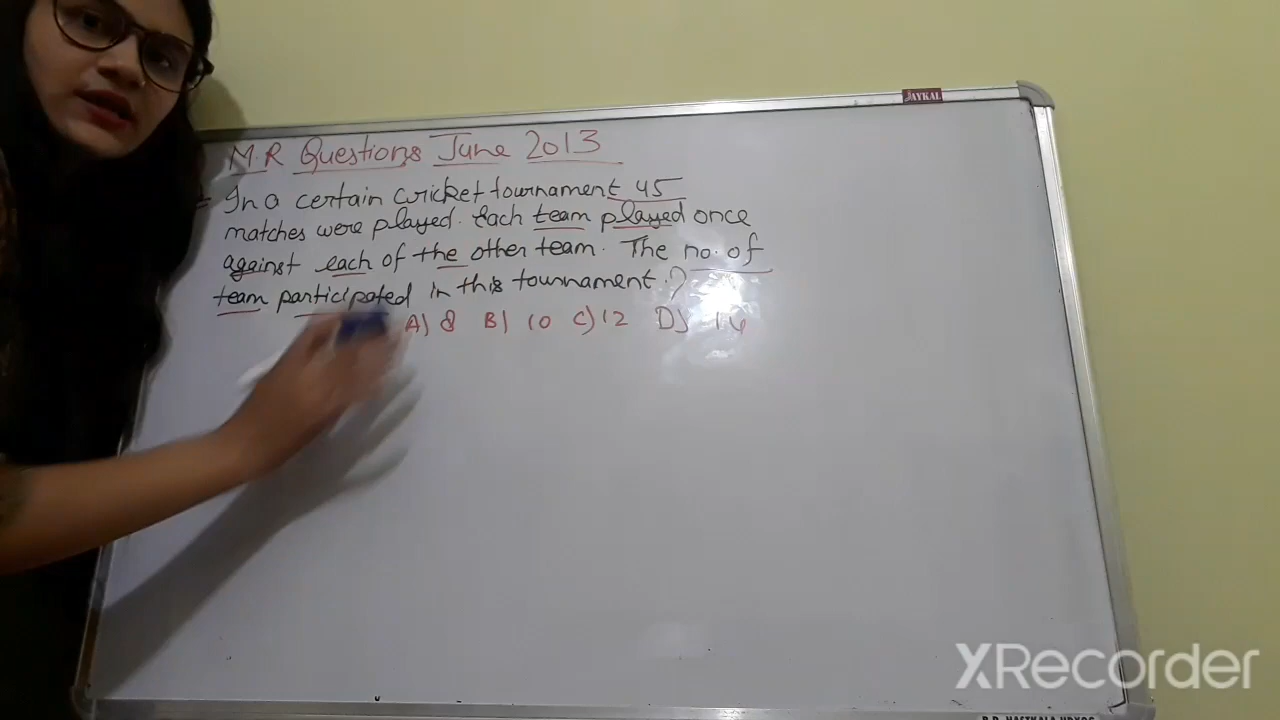 M.R Questions June 2013
In a certain cricket tournament 45
matches were played. Each team played once
against each of the other team. The no. of
team participated in this tournament.?
A) 8 B) 10 C) 12 D) 14
JAYKAL
XRecorder